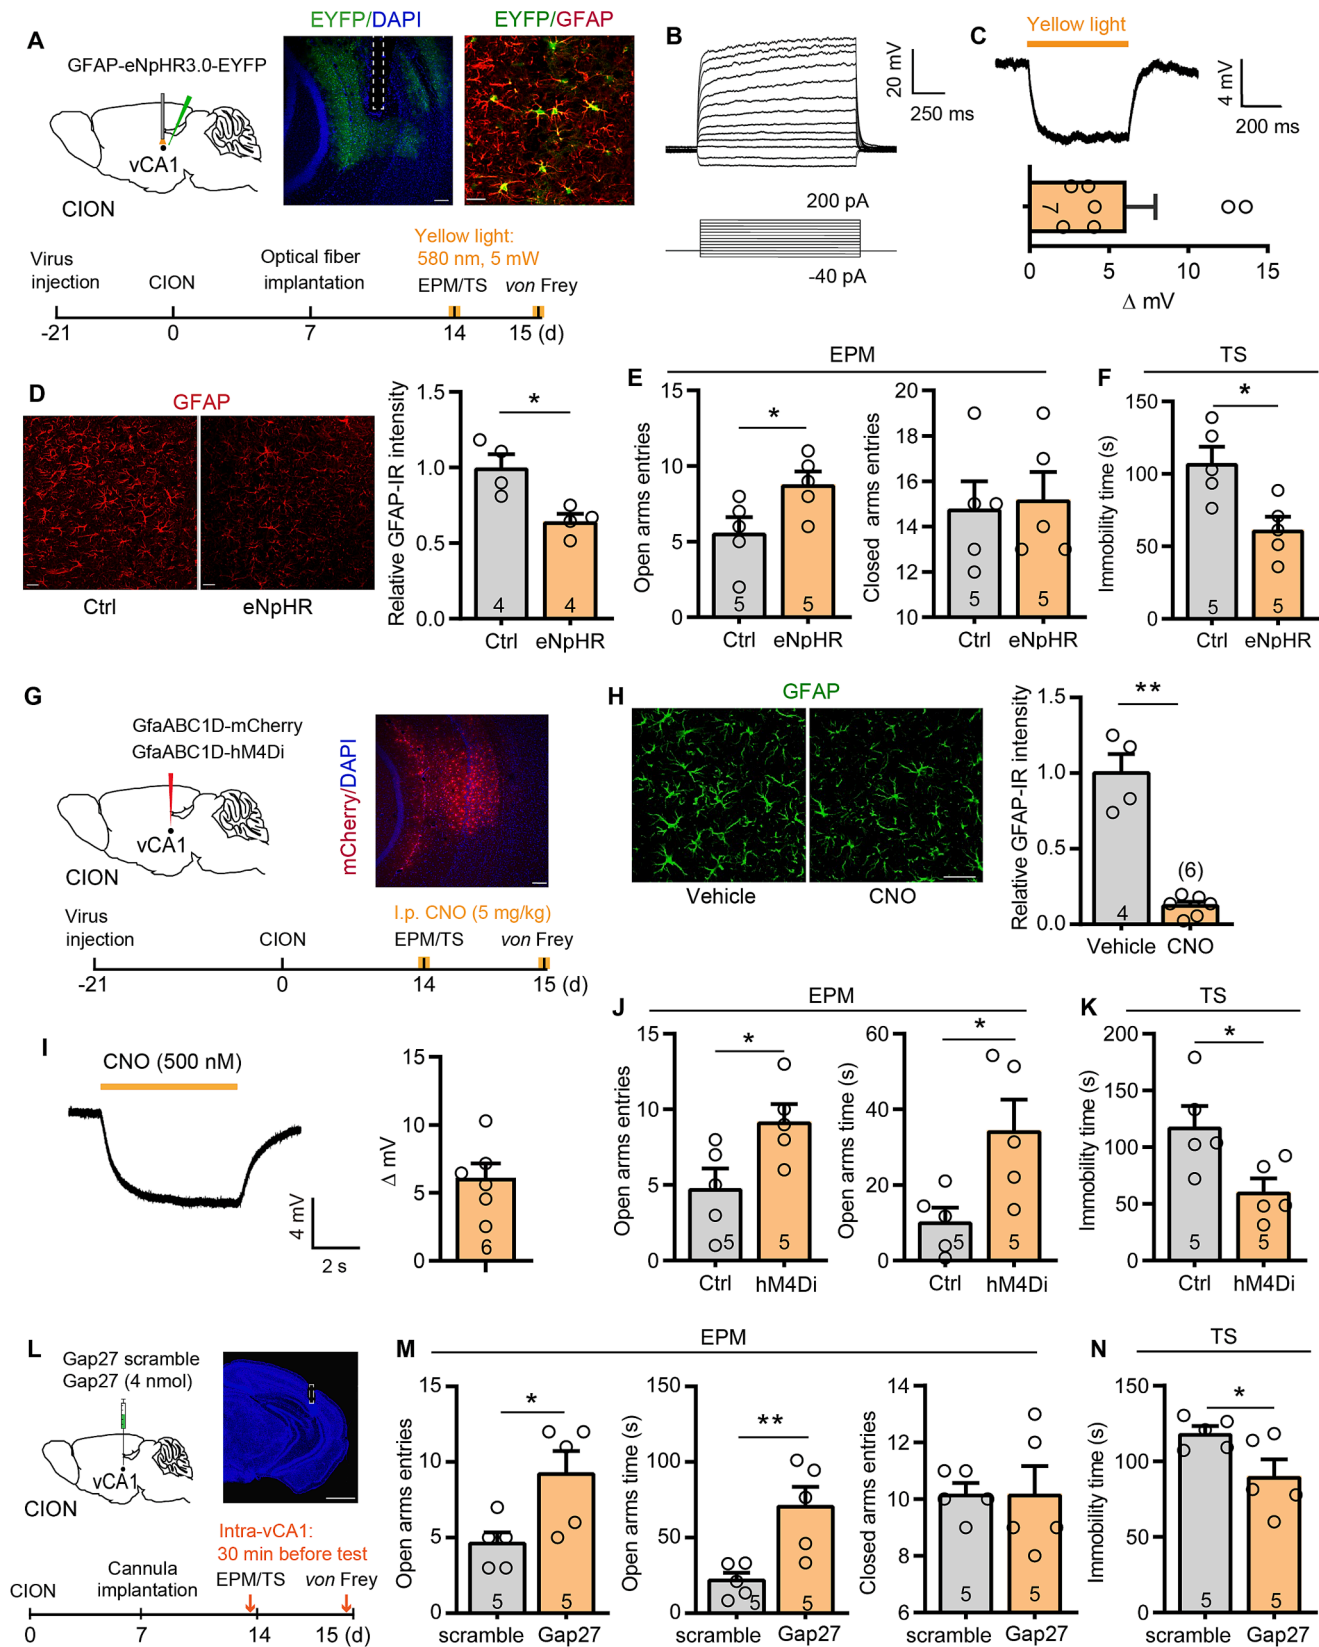 A
GFAP-eNpHR3.0-EYFP
vCA1
CION
EYFP/DAPI
EYFP/GFAP
Virus
injection
CION
Optical fiber
implantation
Yellow light:
580 nm, 5 mW
EPM/TS
von Frey
-21
0
7
14
15 (d)
B
20 mV
250 ms
200 pA
-40 pA
C
Yellow light
4 mV
200 ms
7
0
5
10
15
Δ mV
D
GFAP
Ctrl
eNpHR
Relative GFAP-IR intensity
1.5
1.0
0.5
0.0
*
4
4
Ctrl
eNpHR
EPM
E
Open arms entries
15
10
5
0
*
5
5
Ctrl
eNpHR
Closed arms entries
20
18
16
14
12
10
5
5
Ctrl
eNpHR
TS
F
Immobility time (s)
150
100
50
0
*
5
5
Ctrl
eNpHR
G
GfaABC1D-mCherry
GfaABC1D-hM4Di
vCA1
CION
mCherry/DAPI
Virus
injection
CION
I.p. CNO (5 mg/kg)
EPM/TS
von Frey
-21
0
14
15 (d)
H
GFAP
Vehicle
CNO
Relative GFAP-IR intensity
1.5
1.0
0.5
0.0
**
(6)
4
Vehicle
CNO
I
CNO (500 nM)
4 mV
2 s
Δ mV
15
10
5
0
6
EPM
J
Open arms entries
15
10
5
0
*
5
5
Ctrl
hM4Di
Open arms time (s)
60
40
20
0
*
5
5
Ctrl
hM4Di
TS
K
Immobility time (s)
200
150
100
50
0
*
5
5
Ctrl
hM4Di
L
Gap27 scramble
Gap27 (4 nmol)
vCA1
CION
Intra-vCA1:
30 min before test
CION
Cannula
implantation
EPM/TS
von Frey
0
7
14
15 (d)
EPM
M
Open arms entries
15
10
5
0
*
5
5
scramble
Gap27
Open arms time (s)
150
100
50
0
**
5
5
scramble
Gap27
Closed arms entries
14
12
10
8
6
5
5
scramble
Gap27
TS
N
Immobility time (s)
150
100
50
0
*
5
5
scramble
Gap27